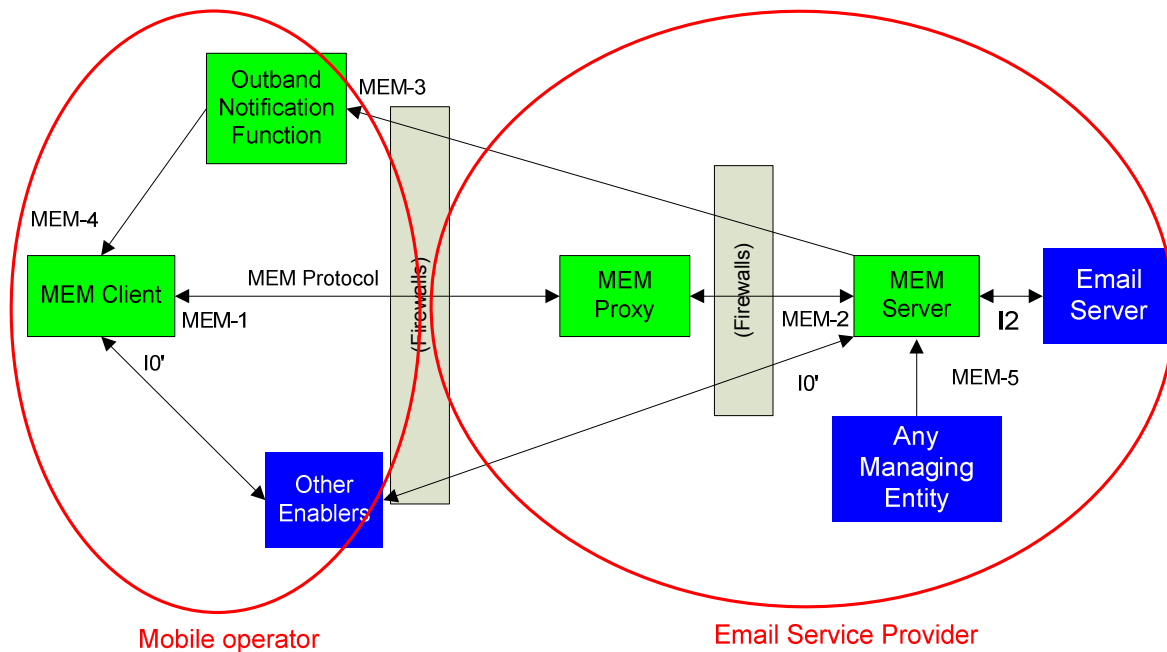 Outband
Notification
Function
MEM-3
MEM-4
MEM Client
MEM Protocol
MEM-1
(Firewalls)
MEM
Proxy
(Firewalls)
MEM-2
MEM
Server
I2
Email
Server
I0'
I0'
MEM-5
Other
Enablers
Any
Managing
Entity
Mobile operator
Email Service Provider